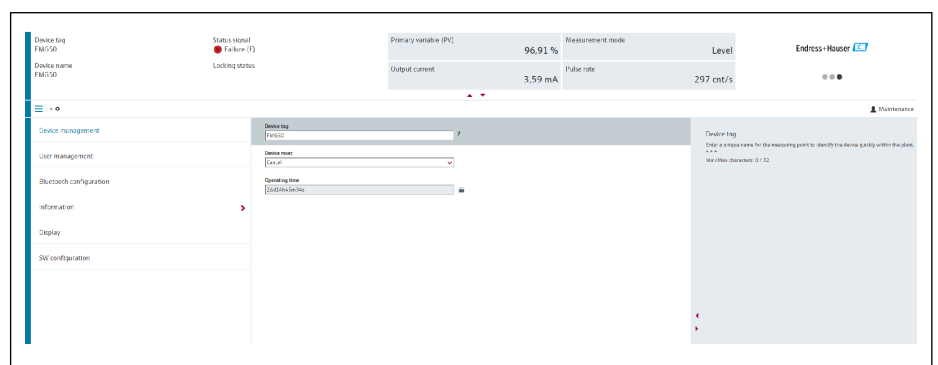 Device tag
FMG50
Status signal
Failure (F)
Primary variable (PV)
96,91 %
Measurement mode
Level
Endress+Hauser
Device name
FMG50
Locking status
Output current
3,59 mA
Pulse rate
297 cnt/s
Maintenance
Device management
User management
Bluetooth configuration
Information
Display
SW configuration
Device tag
FMG50
?
Device reset
Cancel
Operating time
26d14h45m34s
Device tag
Enter a unique name for the measuring point to identify the device quickly within the plant.
* * *
Min/Max characters: 0 / 32